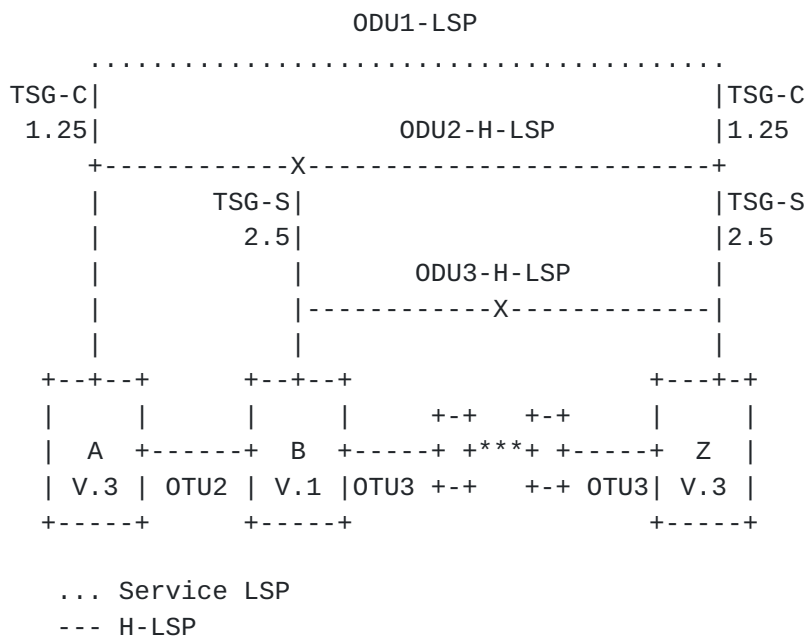 ODU1-LSP
     .........................................
TSG-C|                                       |TSG-C
 1.25|                   ODU2-H-LSP          |1.25
     +------------X--------------------------+
     |       TSG-S|                          |TSG-S
     |         2.5|                          |2.5
     |            |       ODU3-H-LSP         |
     |            |------------X-------------|
     |            |                          |
  +--+--+      +--+--+                   +---+-+
  |     |      |     |     +-+   +-+     |     |
  |  A  +------+  B  +-----+ +***+ +-----+  Z  |
  | V.3 | OTU2 | V.1 |OTU3 +-+   +-+ OTU3| V.3 |
  +-----+      +-----+                   +-----+

   ... Service LSP
   --- H-LSP